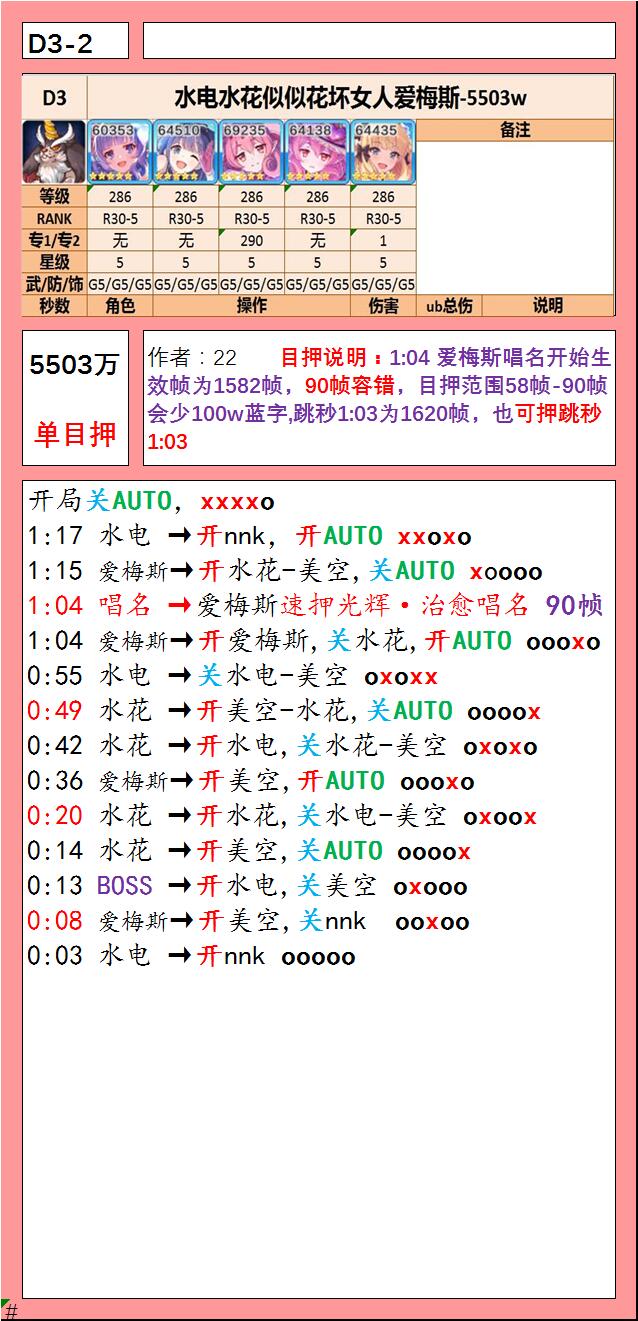 D3-2
D3 水电水花似似花坏女人爱梅斯-5503w
60353 64510 69235 64138 64435 备注
等级 286 286 286 286 286
RANK R30-5 R30-5 R30-5 R30-5 R30-5
专1/专2 无 无 290 无 1
星级 5 5 5 5 5
武/防/饰 G5/G5/G5 G5/G5/G5 G5/G5/G5 G5/G5/G5 G5/G5/G5
秒数 角色 操作 伤害 ub总伤 说明
5503万
单目押
作者：22 目押说明：1:04 爱梅斯唱名开始生
效帧为1582帧，90帧容错，目押范围58帧-90帧
会少100w蓝字,跳秒1:03为1620帧，也可押跳秒
1:03
开局关AUTO, xxxxo
1:17 水电 →开nnk, 开AUTO xxoxo
1:15 爱梅斯→开水花-美空,关AUTO xoooo
1:04 唱名 →爱梅斯速押光辉·治愈唱名 90帧
1:04 爱梅斯→开爱梅斯,关水花,开AUTO oooxo
0:55 水电 →关水电-美空 oxoxx
0:49 水花 →开美空-水花,关AUTO oooox
0:42 水花 →开水电,关水花-美空 oxoxo
0:36 爱梅斯→开美空,开AUTO oooxo
0:20 水花 →开水花,关水电-美空 oxoox
0:14 水花 →开美空,关AUTO oooox
0:13 BOSS →开水电,关美空 oxooo
0:08 爱梅斯→开美空,关nnk ooxoo
0:03 水电 →开nnk ooooo
#